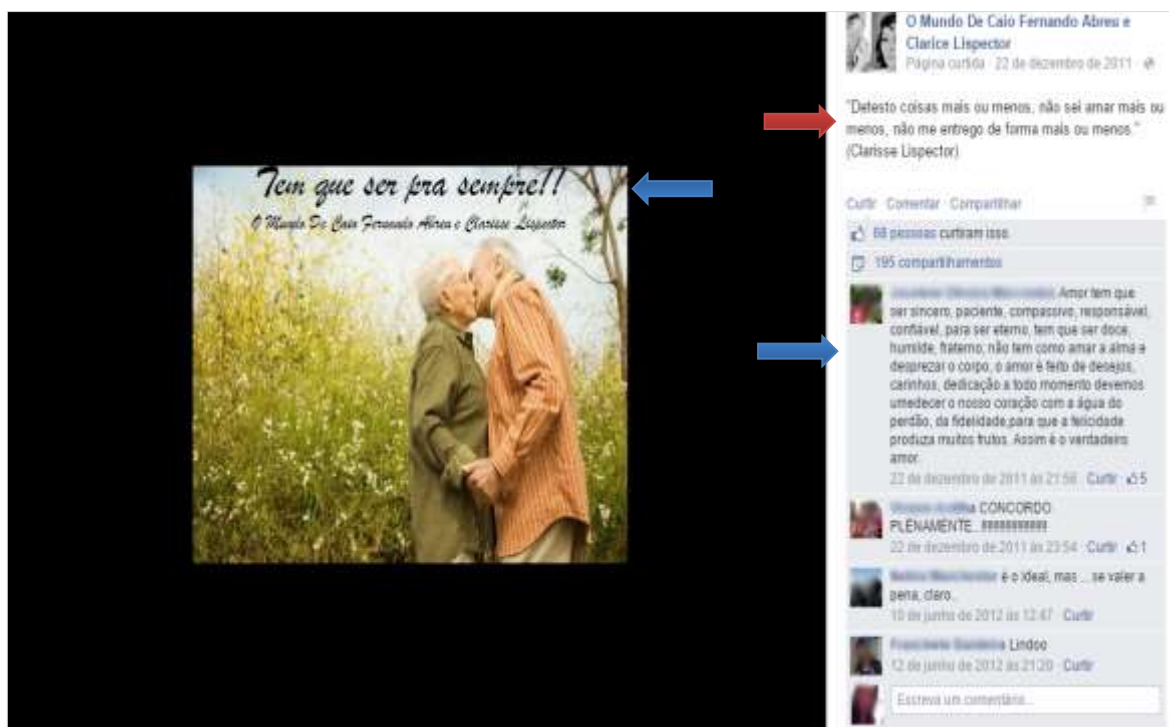 Tem que ser pra sempre!!
O Mundo De Caio Fernando Abreu e Clarisse Lispector
O Mundo De Caio Fernando Abreu e
Clarice Lispector
Página curtida · 22 de dezembro de 2011 ·
"Detesto coisas mais ou menos, não sei amar mais ou
menos, não me entrego de forma mais ou menos."
(Clarisse Lispector)
Curtir · Comentar · Compartilhar
pessoas curtiram isso.
195 compartilhamentos
Amor tem que
ser sincero, paciente, compassivo, responsável,
confiável, para ser eterno, tem que ser doce,
humilde, fraterno, não tem como amar a alma e
desprezar o corpo, o amor é feito de desejos,
carinhos, dedicação a todo momento devemos
umedecer o nosso coração com a água do
perdão, da fidelidade,para que a felicidade
produza muitos frutos. Assim é o verdadeiro
amor.
22 de dezembro de 2011 às 21:56 · Curtir · 5
CONCORDO
PLENAMENTE...
22 de dezembro de 2011 às 23:54 · Curtir · 1
é o ideal, mas ... se valer a
pena, claro..
10 de junho de 2012 às 12:47 · Curtir
Lindoo
12 de junho de 2012 às 21:20 · Curtir
Escreva um comentário...